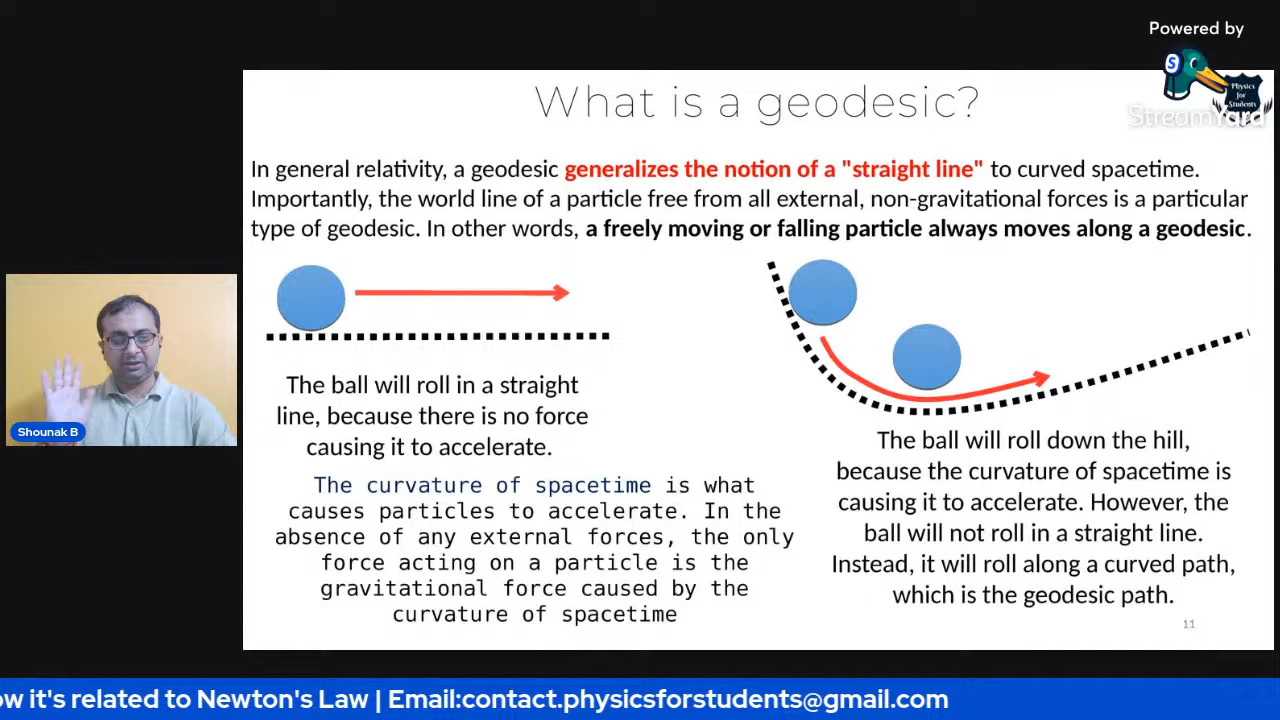 Powered by
S
Physics
for
Students
StreamYard
What is a geodesic?
In general relativity, a geodesic generalizes the notion of a "straight line" to curved spacetime.
Importantly, the world line of a particle free from all external, non-gravitational forces is a particular
type of geodesic. In other words, a freely moving or falling particle always moves along a geodesic.
The ball will roll in a straight
line, because there is no force
causing it to accelerate.
The curvature of spacetime is what
causes particles to accelerate. In the
absence of any external forces, the only
force acting on a particle is the
gravitational force caused by the
curvature of spacetime
The ball will roll down the hill,
because the curvature of spacetime is
causing it to accelerate. However, the
ball will not roll in a straight line.
Instead, it will roll along a curved path,
which is the geodesic path.
11
Shounak B
ow it's related to Newton's Law | Email:contact.physicsforstudents@gmail.com